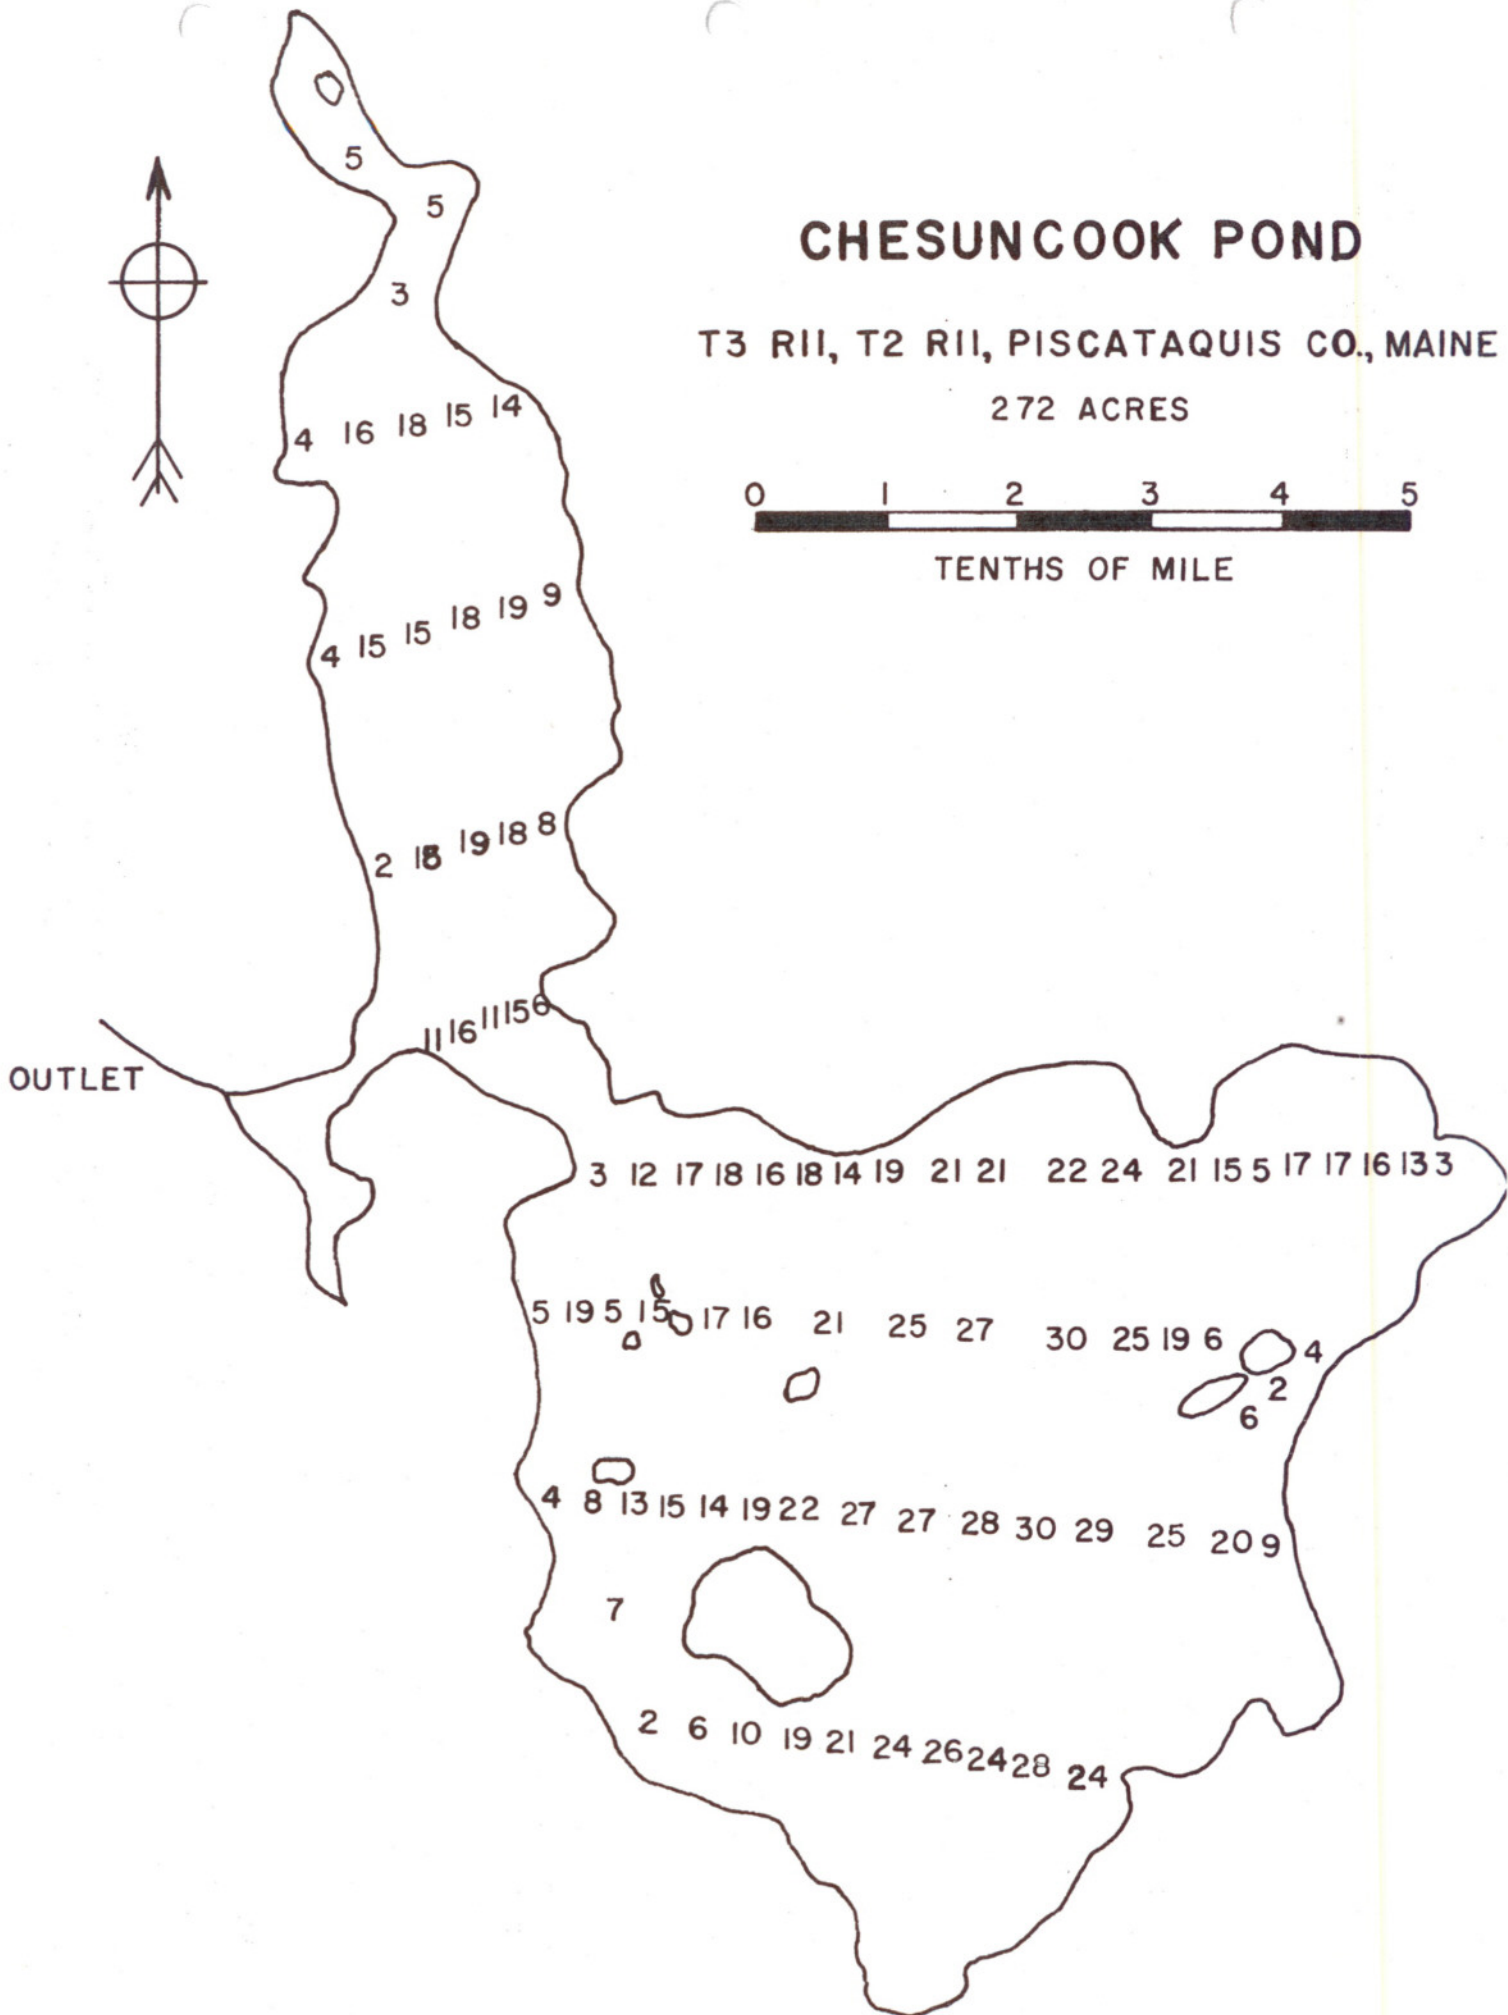 5
5
CHESUNCOOK POND
3
T3 R11, T2 R11, PISCATAQUIS CO., MAINE
272 ACRES
4 16 18 15 14
0 1 2 3 4 5
TENTHS OF MILE
4 15 15 18 19 9
2 18 19 18 8
11 16 11 15 6
OUTLET
3 12 17 18 16 18 14 19 21 21 22 24 21 15 5 17 17 16 13 3
5 19 5 15 17 16 21 25 27 30 25 19 6 4
2
6
4 8 13 15 14 19 22 27 27 28 30 29 25 20 9
7
2 6 10 19 21 24 26 24 28 24